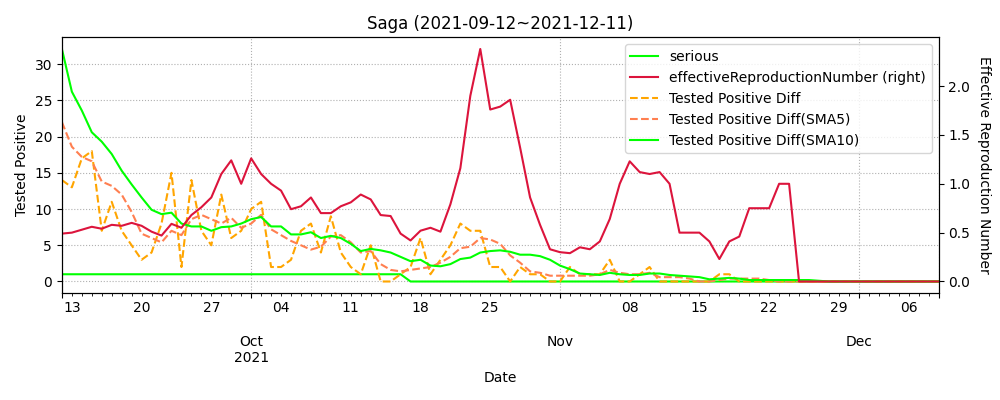 Saga (2021-09-12~2021-12-11)
serious
effectiveReproductionNumber (right)
Tested Positive Diff
Tested Positive Diff(SMA5)
Tested Positive Diff(SMA10)
Tested Positive
30
25
20
15
10
5
0
Effective Reproduction Number
2.0
1.5
1.0
0.5
0.0
13 20 27 04 11 18 25 08 15 22 29 06
Oct Nov Dec
2021
Date